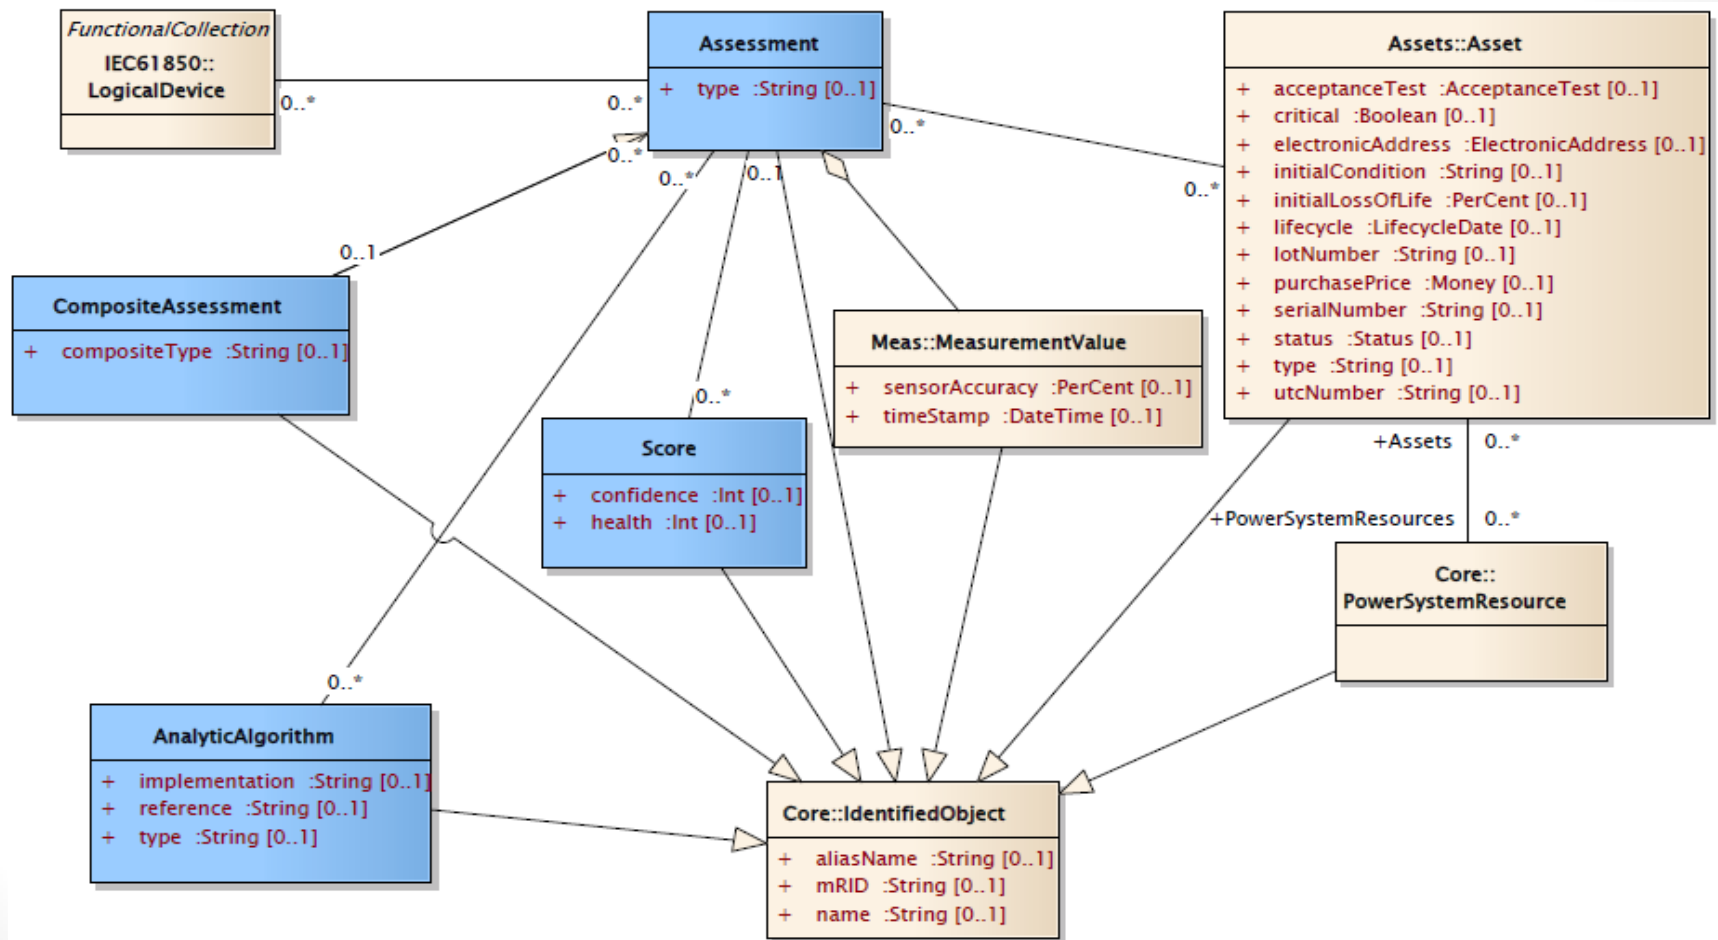 FunctionalCollection
IEC61850::
LogicalDevice
0..*
0..*
Assessment
+ type :String [0..1]
0..*
0..*
0..*
0..1
0..*
0..1
0..*
0..*
Assets::Asset
+ acceptanceTest :AcceptanceTest [0..1]
+ critical :Boolean [0..1]
+ electronicAddress :ElectronicAddress [0..1]
+ initialCondition :String [0..1]
+ initialLossOfLife :PerCent [0..1]
+ lifecycle :LifecycleDate [0..1]
+ lotNumber :String [0..1]
+ purchasePrice :Money [0..1]
+ serialNumber :String [0..1]
+ status :Status [0..1]
+ type :String [0..1]
+ utcNumber :String [0..1]
CompositeAssessment
+ compositeType :String [0..1]
Meas::MeasurementValue
+ sensorAccuracy :PerCent [0..1]
+ timeStamp :DateTime [0..1]
Score
+ confidence :Int [0..1]
+ health :Int [0..1]
+Assets 0..*
+PowerSystemResources 0..*
Core::
PowerSystemResource
0..*
AnalyticAlgorithm
+ implementation :String [0..1]
+ reference :String [0..1]
+ type :String [0..1]
Core::IdentifiedObject
+ aliasName :String [0..1]
+ mRID :String [0..1]
+ name :String [0..1]